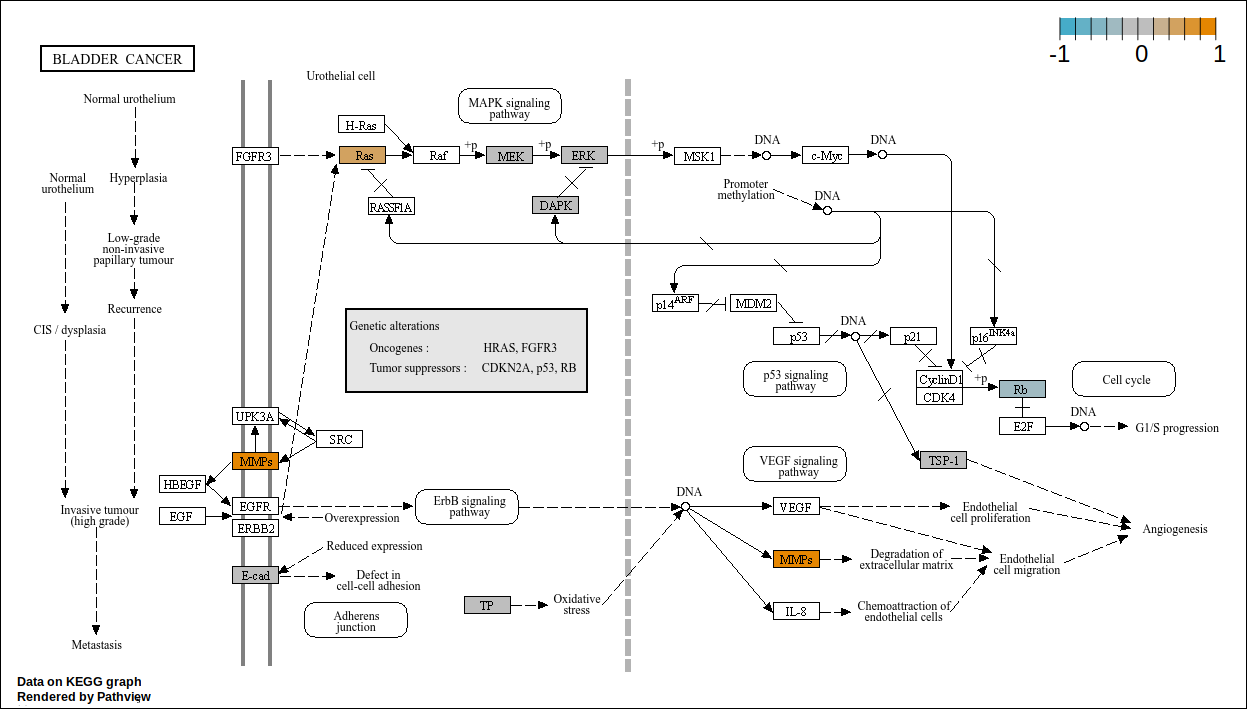 BLADDER CANCER
-1 0 1
Urothelial cell
Normal urothelium
MAPK signaling
pathway
H-Ras
FGFR3
Ras
Raf
+p
MEK
+p
ERK
+p
MSK1
DNA
c-Myc
DNA
Normal
urothelium
Hyperplasia
RASSF1A
DAPK
Promoter
methylation
DNA
Low-grade
non-invasive
papillary tumour
Recurrence
CIS / dysplasia
p14ARF
MDM2
p53
DNA
p21
p16INK4a
Genetic alterations
Oncogenes : HRAS, FGFR3
Tumor suppressors : CDKN2A, p53, RB
p53 signaling
pathway
CyclinD1
CDK4
+p
Rb
Cell cycle
E2F
DNA
G1/S progression
UPK3A
SRC
MMPs
HBEGF
EGF
EGFR
ERBB2
Overexpression
ErbB signaling
pathway
VEGF signaling
pathway
TSP-1
DNA
VEGF
Endothelial
cell proliferation
Angiogenesis
Invasive tumour
(high grade)
Reduced expression
E-cad
Defect in
cell-cell adhesion
MMPs
Degradation of
extracellular matrix
Endothelial
cell migration
TP
Oxidative
stress
IL-8
Chemoattraction of
endothelial cells
Adherens
junction
Metastasis
Data on KEGG graph
Rendered by Pathview